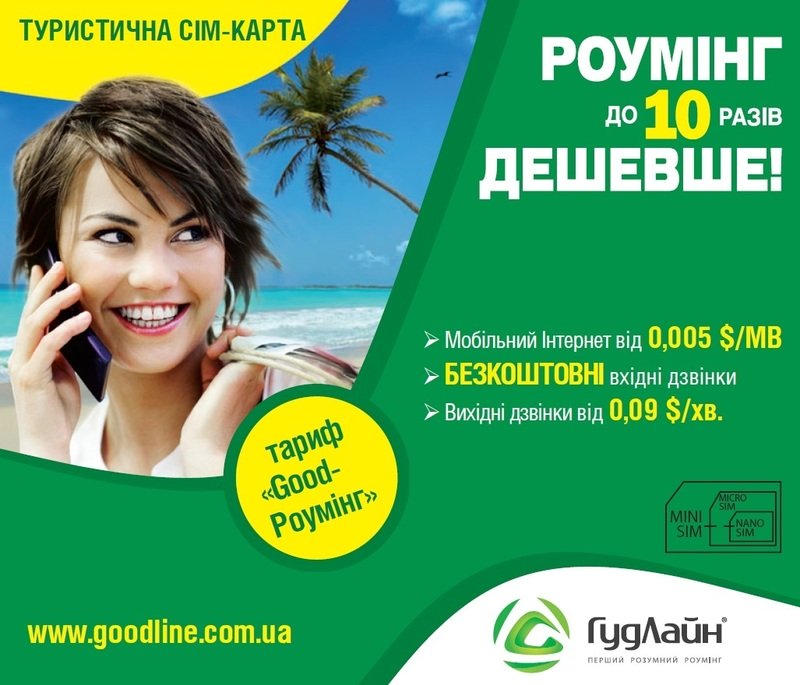 ТУРИСТИЧНА СІМ-КАРТА
РОУМІНГ
ДО 10 РАЗІВ
ДЕШЕВШЕ!
Мобільний Інтернет від 0,005 $/МВ
БЕЗКОШТОВНІ вхідні дзвінки
Вихідні дзвінки від 0,09 $/хв.
тариф
«Good-
Роумінг»
MINI
SIM
MICRO
SIM
NANO
SIM
www.goodline.com.ua
ГудЛайн®
ПЕРШИЙ РОЗУМНИЙ РОУМІНГ